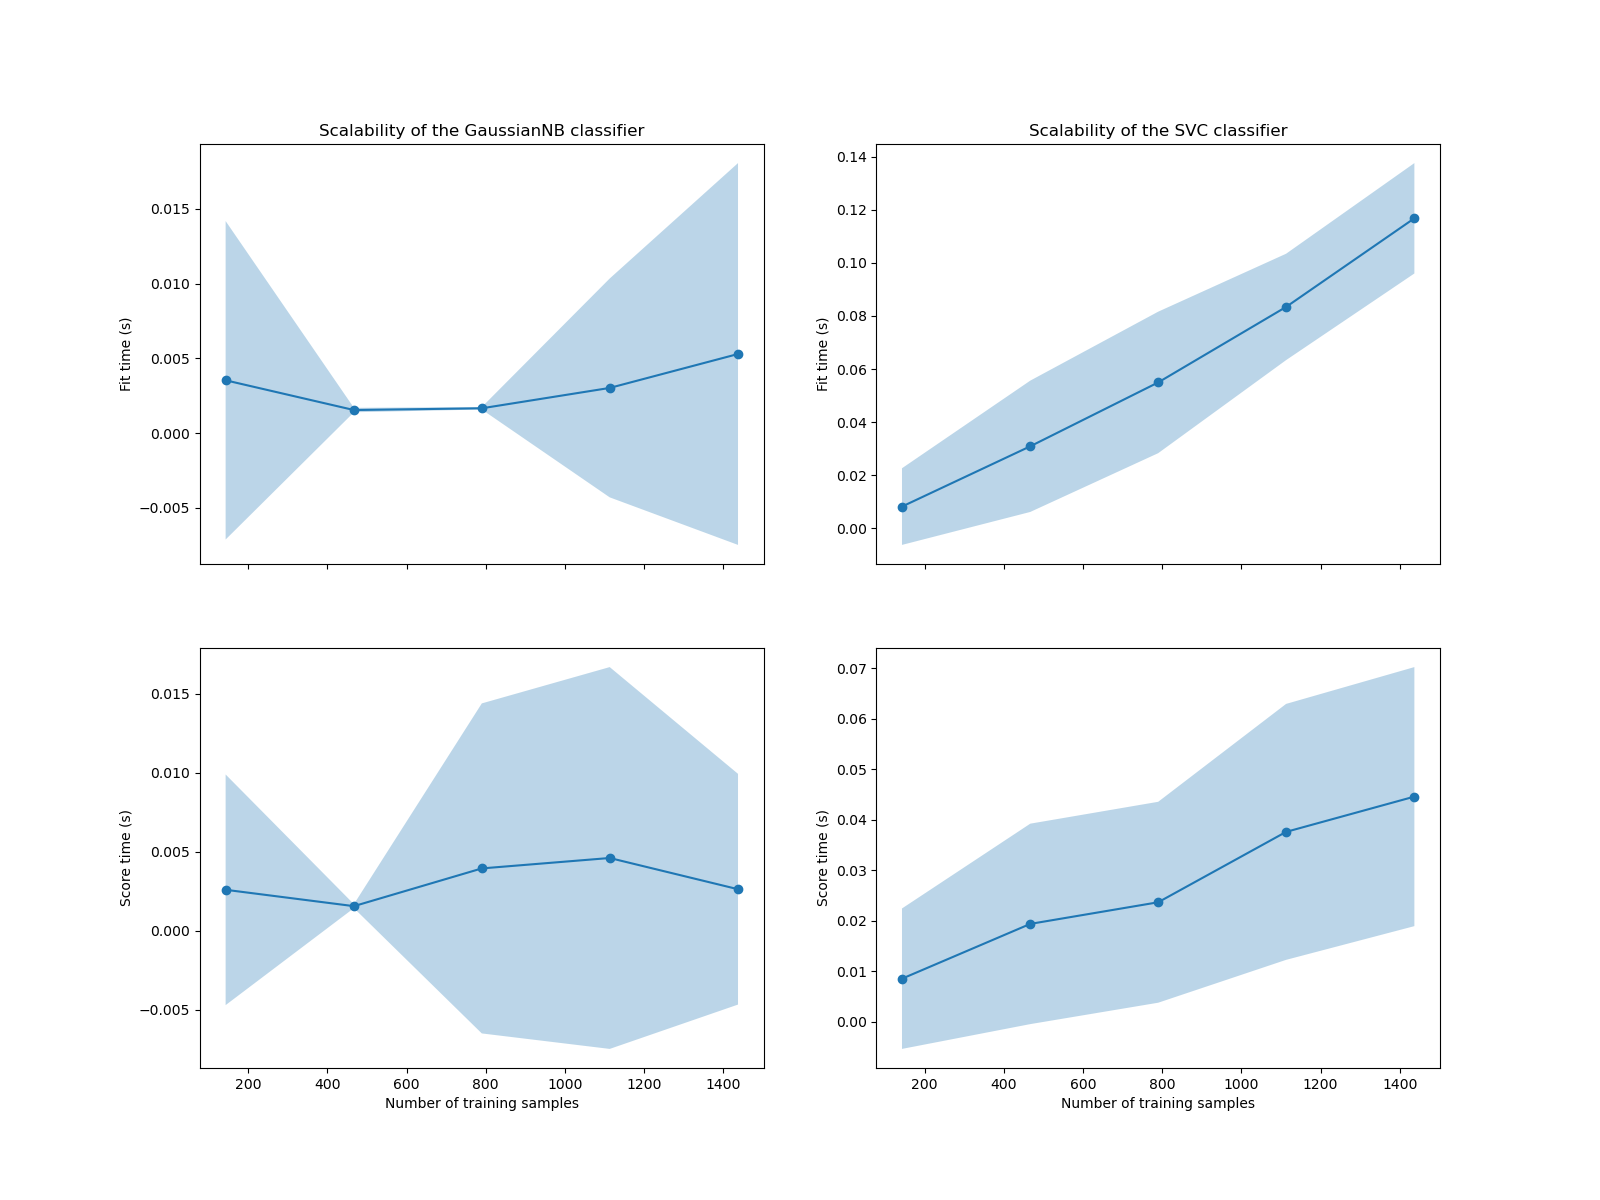 Scalability of the GaussianNB classifier
Fit time (s)
0.015
0.010
0.005
0.000
−0.005
Scalability of the SVC classifier
Fit time (s)
0.14
0.12
0.10
0.08
0.06
0.04
0.02
0.00
Score time (s)
0.015
0.010
0.005
0.000
−0.005
200 400 600 800 1000 1200 1400
Number of training samples
Score time (s)
0.07
0.06
0.05
0.04
0.03
0.02
0.01
0.00
200 400 600 800 1000 1200 1400
Number of training samples